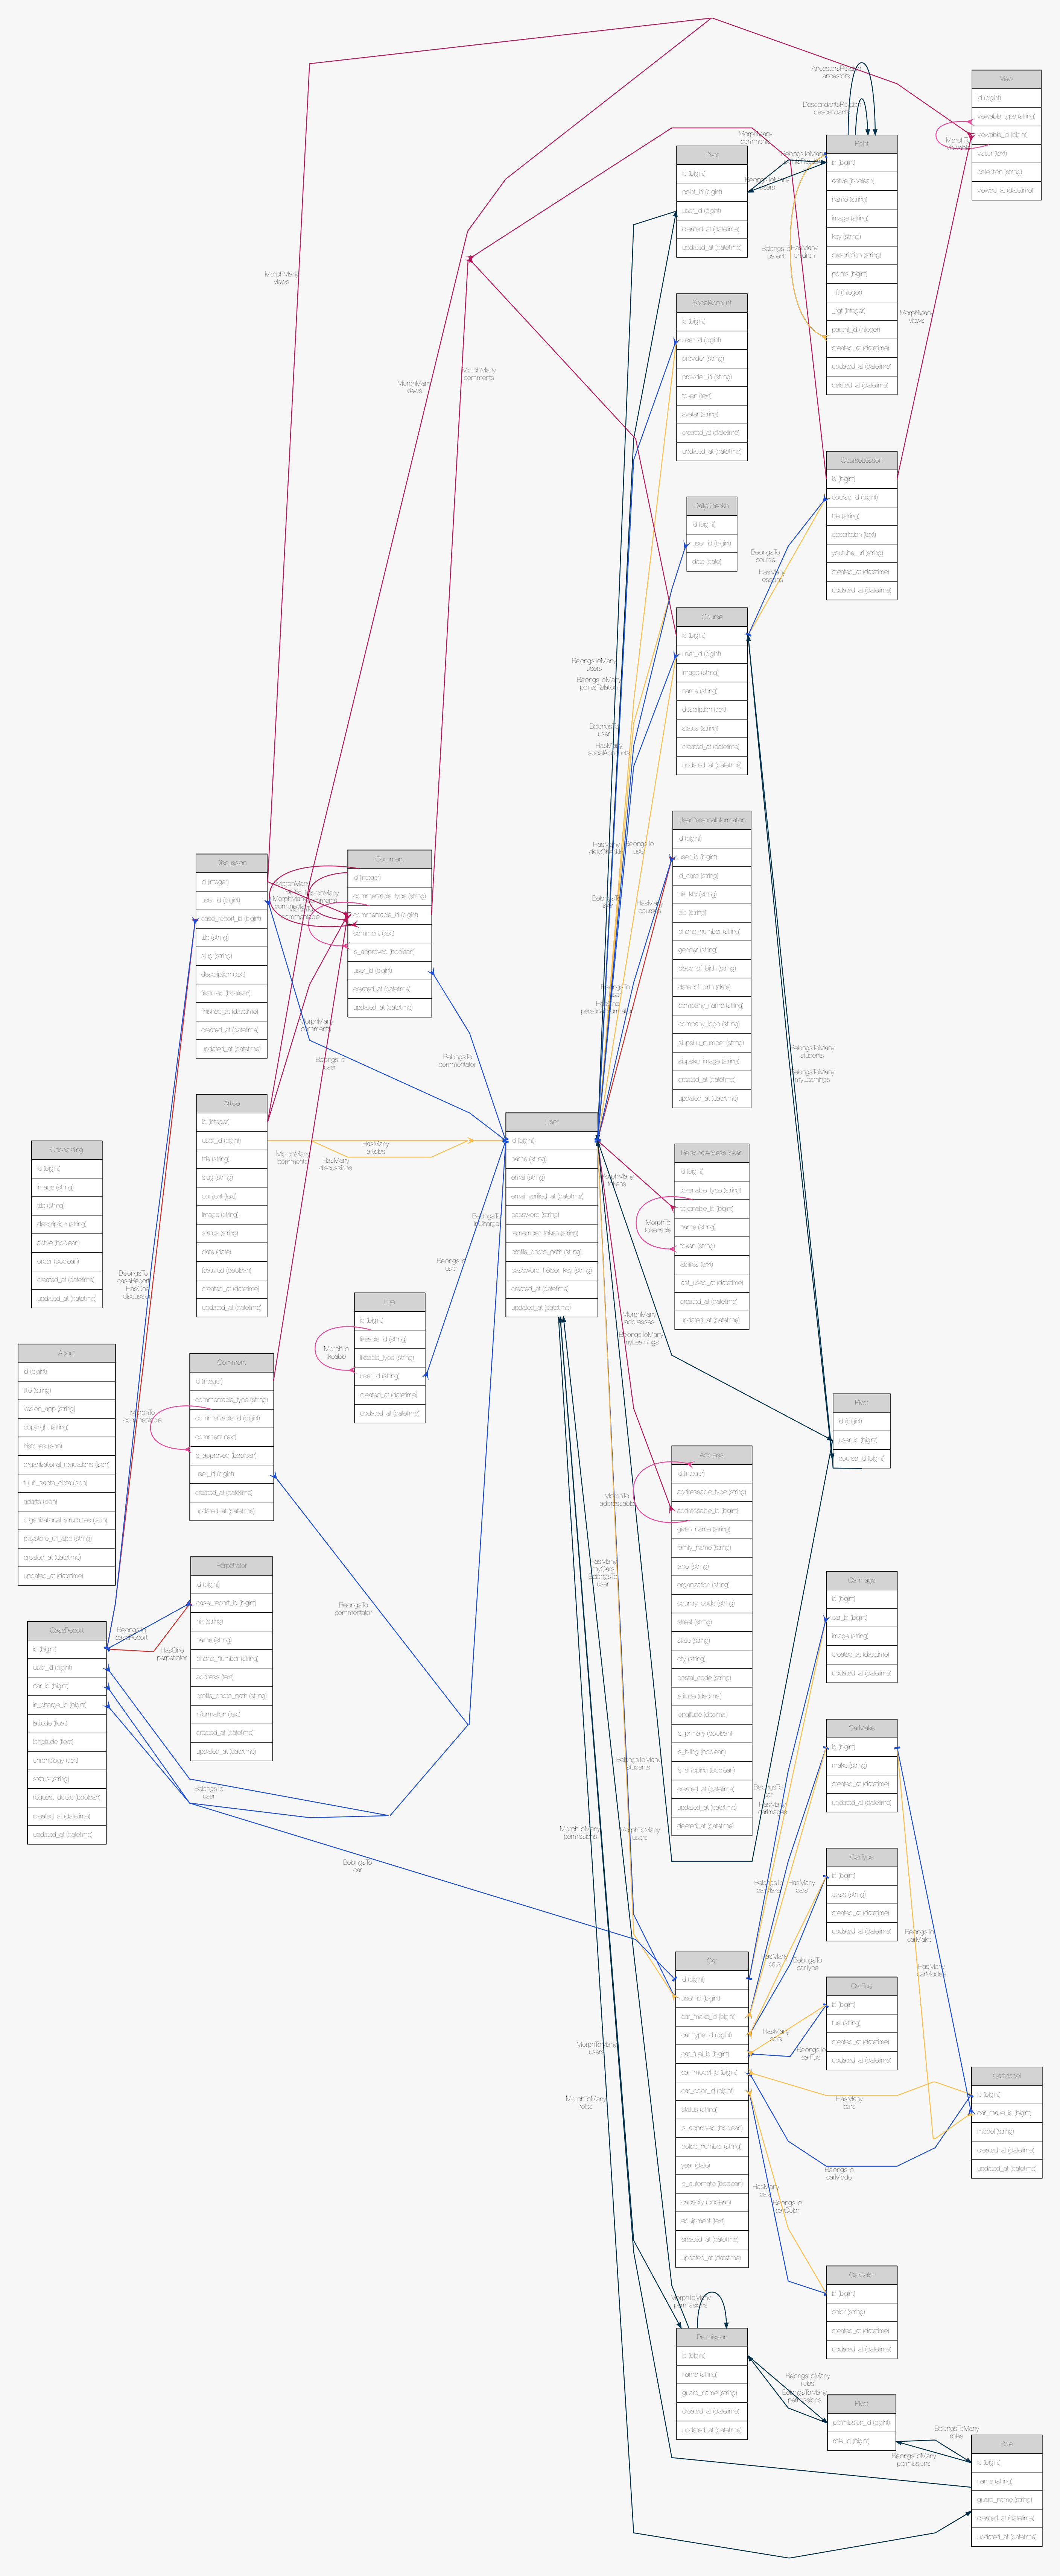 View
id (bigint)
viewable_type (string)
viewable_id (bigint)
visitor (text)
collection (string)
viewed_at (datetime)
Point
id (bigint)
active (boolean)
name (string)
image (string)
key (string)
description (string)
points (bigint)
_lft (integer)
_rgt (integer)
parent_id (integer)
created_at (datetime)
updated_at (datetime)
deleted_at (datetime)
Pivot
id (bigint)
point_id (bigint)
user_id (bigint)
created_at (datetime)
updated_at (datetime)
SocialAccount
id (bigint)
user_id (bigint)
provider (string)
provider_id (string)
token (text)
avatar (string)
created_at (datetime)
updated_at (datetime)
CourseLesson
id (bigint)
course_id (bigint)
title (string)
description (text)
youtube_url (string)
created_at (datetime)
updated_at (datetime)
DailyCheckin
id (bigint)
user_id (bigint)
date (date)
Course
id (bigint)
user_id (bigint)
image (string)
name (string)
description (text)
status (string)
created_at (datetime)
updated_at (datetime)
UserPersonalInformation
id (bigint)
user_id (bigint)
id_card (string)
nik_ktp (string)
bio (string)
phone_number (string)
gender (string)
place_of_birth (string)
date_of_birth (date)
company_name (string)
company_logo (string)
siupsku_number (string)
siupsku_image (string)
created_at (datetime)
updated_at (datetime)
Discussion
id (integer)
user_id (bigint)
case_report_id (bigint)
title (string)
slug (string)
description (text)
featured (boolean)
finished_at (datetime)
created_at (datetime)
updated_at (datetime)
Comment
id (integer)
commentable_type (string)
commentable_id (bigint)
comment (text)
is_approved (boolean)
user_id (bigint)
created_at (datetime)
updated_at (datetime)
Article
id (integer)
user_id (bigint)
title (string)
slug (string)
content (text)
image (string)
status (string)
date (date)
featured (boolean)
created_at (datetime)
updated_at (datetime)
User
id (bigint)
name (string)
email (string)
email_verified_at (datetime)
password (string)
remember_token (string)
profile_photo_path (string)
password_helper_key (string)
created_at (datetime)
updated_at (datetime)
Onboarding
id (bigint)
image (string)
title (string)
description (string)
active (boolean)
order (boolean)
created_at (datetime)
updated_at (datetime)
PersonalAccessToken
id (bigint)
tokenable_type (string)
tokenable_id (bigint)
name (string)
token (string)
abilities (text)
last_used_at (datetime)
created_at (datetime)
updated_at (datetime)
Like
id (bigint)
likeable_id (string)
likeable_type (string)
user_id (string)
created_at (datetime)
updated_at (datetime)
About
id (bigint)
title (string)
vesion_app (string)
copyright (string)
histories (json)
organizational_regulations (json)
tujuh_sapta_cipta (json)
adarts (json)
organizational_structures (json)
playstore_url_app (string)
created_at (datetime)
updated_at (datetime)
Comment
id (integer)
commentable_type (string)
commentable_id (bigint)
comment (text)
is_approved (boolean)
user_id (bigint)
created_at (datetime)
updated_at (datetime)
Pivot
id (bigint)
user_id (bigint)
course_id (bigint)
Address
id (integer)
addressable_type (string)
addressable_id (bigint)
given_name (string)
family_name (string)
label (string)
organization (string)
country_code (string)
street (string)
state (string)
city (string)
postal_code (string)
latitude (decimal)
longitude (decimal)
is_primary (boolean)
is_billing (boolean)
is_shipping (boolean)
created_at (datetime)
updated_at (datetime)
deleted_at (datetime)
Perpetrator
id (bigint)
case_report_id (bigint)
nik (string)
name (string)
phone_number (string)
address (text)
profile_photo_path (string)
information (text)
created_at (datetime)
updated_at (datetime)
CaseReport
id (bigint)
user_id (bigint)
car_id (bigint)
in_charge_id (bigint)
latitude (float)
longitude (float)
chronology (text)
status (string)
request_delete (boolean)
created_at (datetime)
updated_at (datetime)
CarImage
id (bigint)
car_id (bigint)
image (string)
created_at (datetime)
updated_at (datetime)
CarMake
id (bigint)
make (string)
created_at (datetime)
updated_at (datetime)
CarType
id (bigint)
class (string)
created_at (datetime)
updated_at (datetime)
CarFuel
id (bigint)
fuel (string)
created_at (datetime)
updated_at (datetime)
Car
id (bigint)
user_id (bigint)
car_make_id (bigint)
car_type_id (bigint)
car_fuel_id (bigint)
car_model_id (bigint)
car_color_id (bigint)
status (string)
is_approved (boolean)
police_number (string)
year (date)
is_automatic (boolean)
capacity (boolean)
equipment (text)
created_at (datetime)
updated_at (datetime)
CarModel
id (bigint)
car_make_id (bigint)
model (string)
created_at (datetime)
updated_at (datetime)
CarColor
id (bigint)
color (string)
created_at (datetime)
updated_at (datetime)
Permission
id (bigint)
name (string)
guard_name (string)
created_at (datetime)
updated_at (datetime)
Pivot
permission_id (bigint)
role_id (bigint)
Role
id (bigint)
name (string)
guard_name (string)
created_at (datetime)
updated_at (datetime)
AncestorsRelation
ancestors
DescendantsRelation
descendants
MorphMany
comments
BelongsToMany
BelongsToMany
users
BelongsTo
parent
HasMany
children
MorphMany
views
MorphMany
views
MorphMany
views
MorphMany
comments
BelongsTo
course
HasMany
lessons
BelongsToMany
users
BelongsToMany
pointsRelation
BelongsTo
user
HasMany
socialAccounts
HasMany
dailyCheckin
BelongsTo
user
BelongsTo
user
HasMany
courses
BelongsTo
user
HasOne
personalInformation
BelongsToMany
students
BelongsToMany
myLearnings
MorphMany
comments
BelongsTo
user
BelongsTo
commentator
HasMany
articles
HasMany
discussions
MorphMany
comments
MorphMany
tokens
MorphTo
tokenable
BelongsTo
inCharge
BelongsTo
user
BelongsTo
caseReport
HasOne
discussion
MorphTo
likeable
MorphMany
addresses
BelongsToMany
myLearnings
MorphTo
commentable
MorphTo
addressable
HasMany
myCars
BelongsTo
user
BelongsTo
commentator
BelongsTo
caseReport
HasOne
perpetrator
BelongsTo
user
BelongsTo
car
BelongsToMany
students
MorphToMany
permissions
MorphToMany
users
BelongsTo
car
HasMany
carImages
BelongsTo
carMake
HasMany
cars
HasMany
cars
BelongsTo
carType
BelongsTo
carMake
HasMany
carModels
HasMany
cars
BelongsTo
carFuel
HasMany
cars
BelongsTo
carModel
HasMany
cars
BelongsTo
carColor
MorphToMany
users
MorphToMany
roles
MorphToMany
permissions
BelongsToMany
roles
BelongsToMany
permissions
BelongsToMany
roles
BelongsToMany
permissions